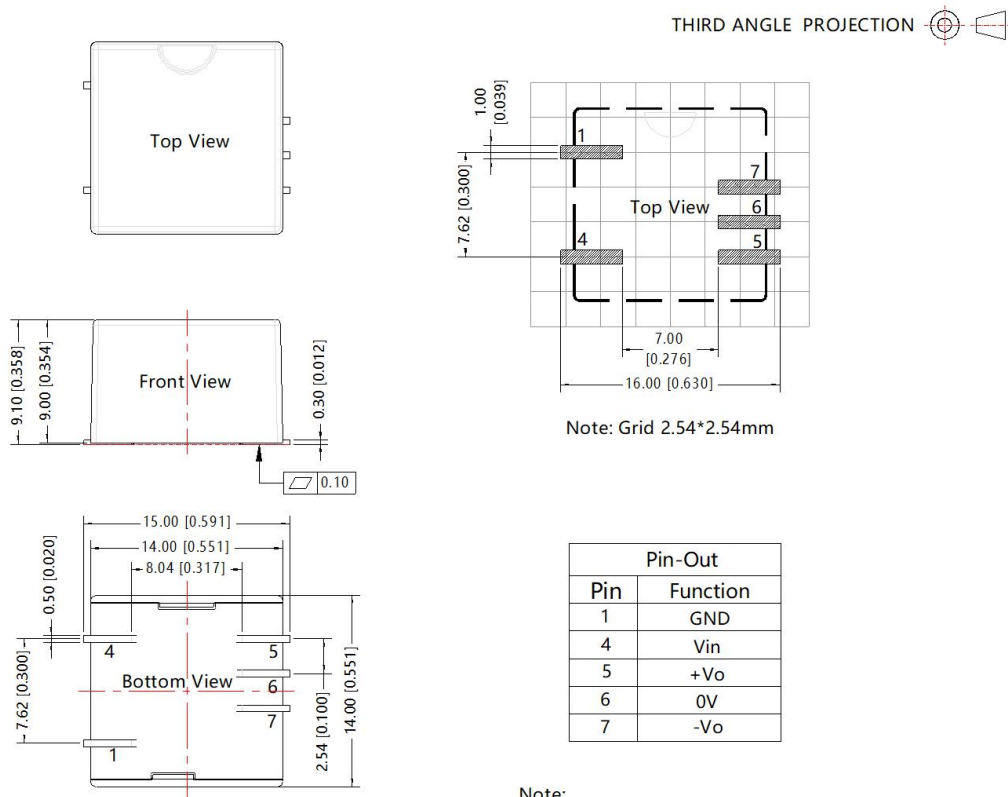 THIRD ANGLE PROJECTION
Top View
1.00
[0.039]
7.62 [0.300]
1
7
Top View
6
4
5
7.00
[0.276]
16.00 [0.630]
Note: Grid 2.54*2.54mm
9.10 [0.358]
9.00 [0.354]
Front View
0.30 [0.012]
0.10
15.00 [0.591]
14.00 [0.551]
8.04 [0.317]
0.50 [0.020]
7.62 [0.300]
4
5
Bottom View
6
7
1
2.54 [0.100]
14.00 [0.551]
Pin-Out
Pin Function
1 GND
4 Vin
5 +Vo
6 0V
7 -Vo
Note: